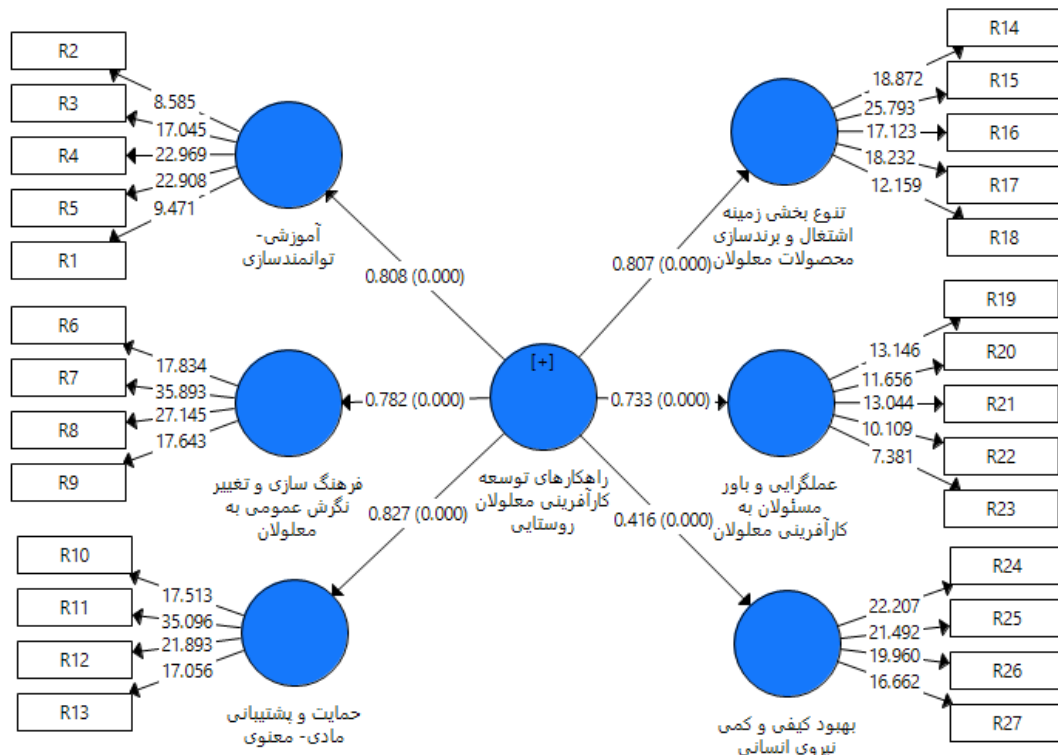 R2
R3
R4
R5
R1
8.585
17.045
22.969
22.908
9.471
آموزشی-
توانمندسازی
R6
R7
R8
R9
17.834
35.893
27.145
17.643
فرهنگ سازی و تغییر
نگرش عمومی به
معلولان
R10
R11
R12
R13
17.513
35.096
21.893
17.056
حمایت و پشتیبانی
مادی- معنوی
0.808 (0.000)
0.782 (0.000)
0.827 (0.000)
[+]
راهکارهای توسعه
کارآفرینی معلولان
روستایی
0.807 (0.000)
0.733 (0.000)
0.416 (0.000)
R14
R15
R16
R17
R18
18.872
25.793
17.123
18.232
12.159
تنوع بخشی زمینه
اشتغال و برندسازی
محصولات معلولان
R19
R20
R21
R22
R23
13.146
11.656
13.044
10.109
7.381
عملگرایی و باور
مسئولان به
کارآفرینی معلولان
R24
R25
R26
R27
22.207
21.492
19.960
16.662
بهبود کیفی و کمی
نیروی انسانی